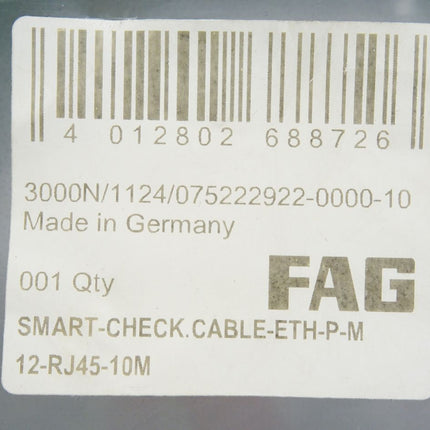 4 012802 688726
3000N/1124/075222922-0000-10
Made in Germany
001 Qty
FAG
SMART-CHECK.CABLE-ETH-P-M
12-RJ45-10M